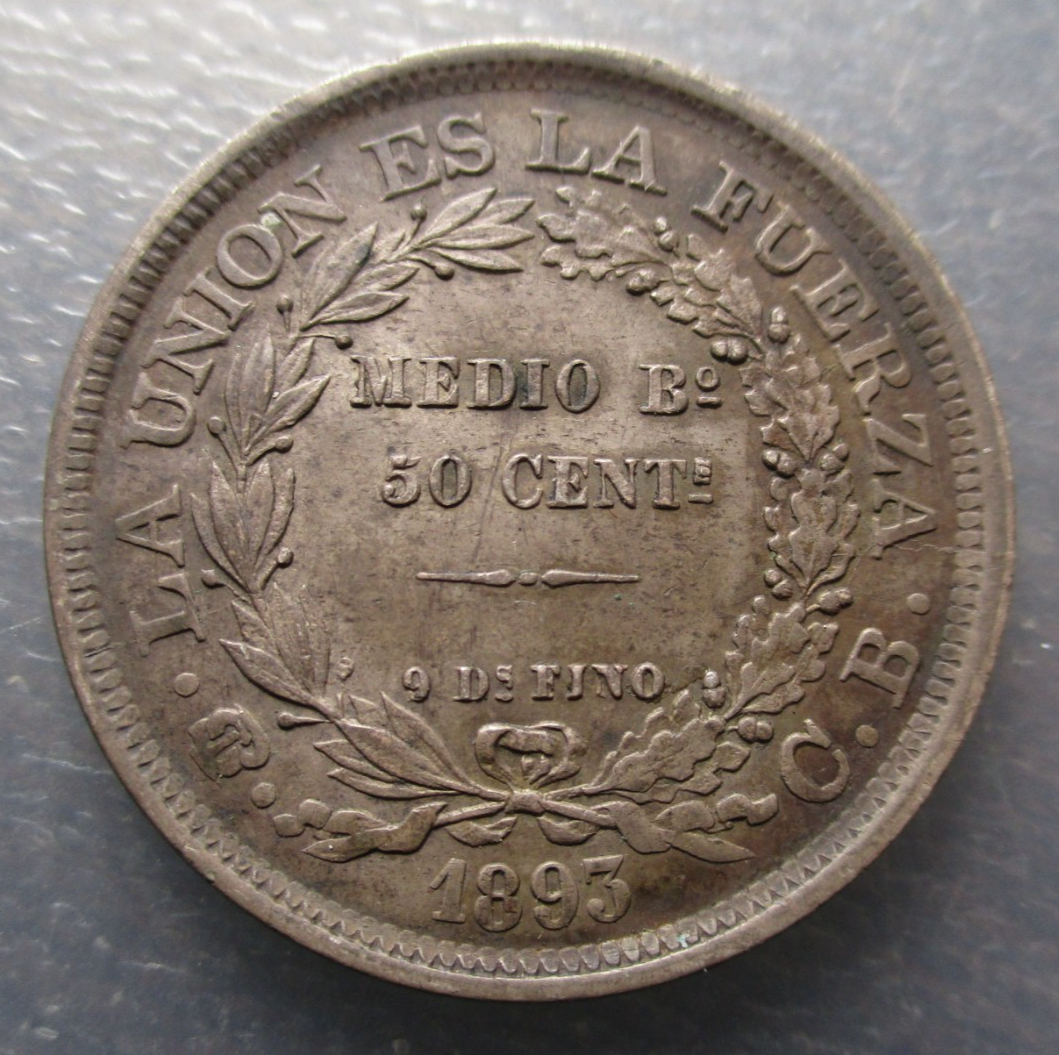 LA UNION ES LA FUERZA
MEDIO Bº
50 CENTS
9 DS FINO
C. B.
1893